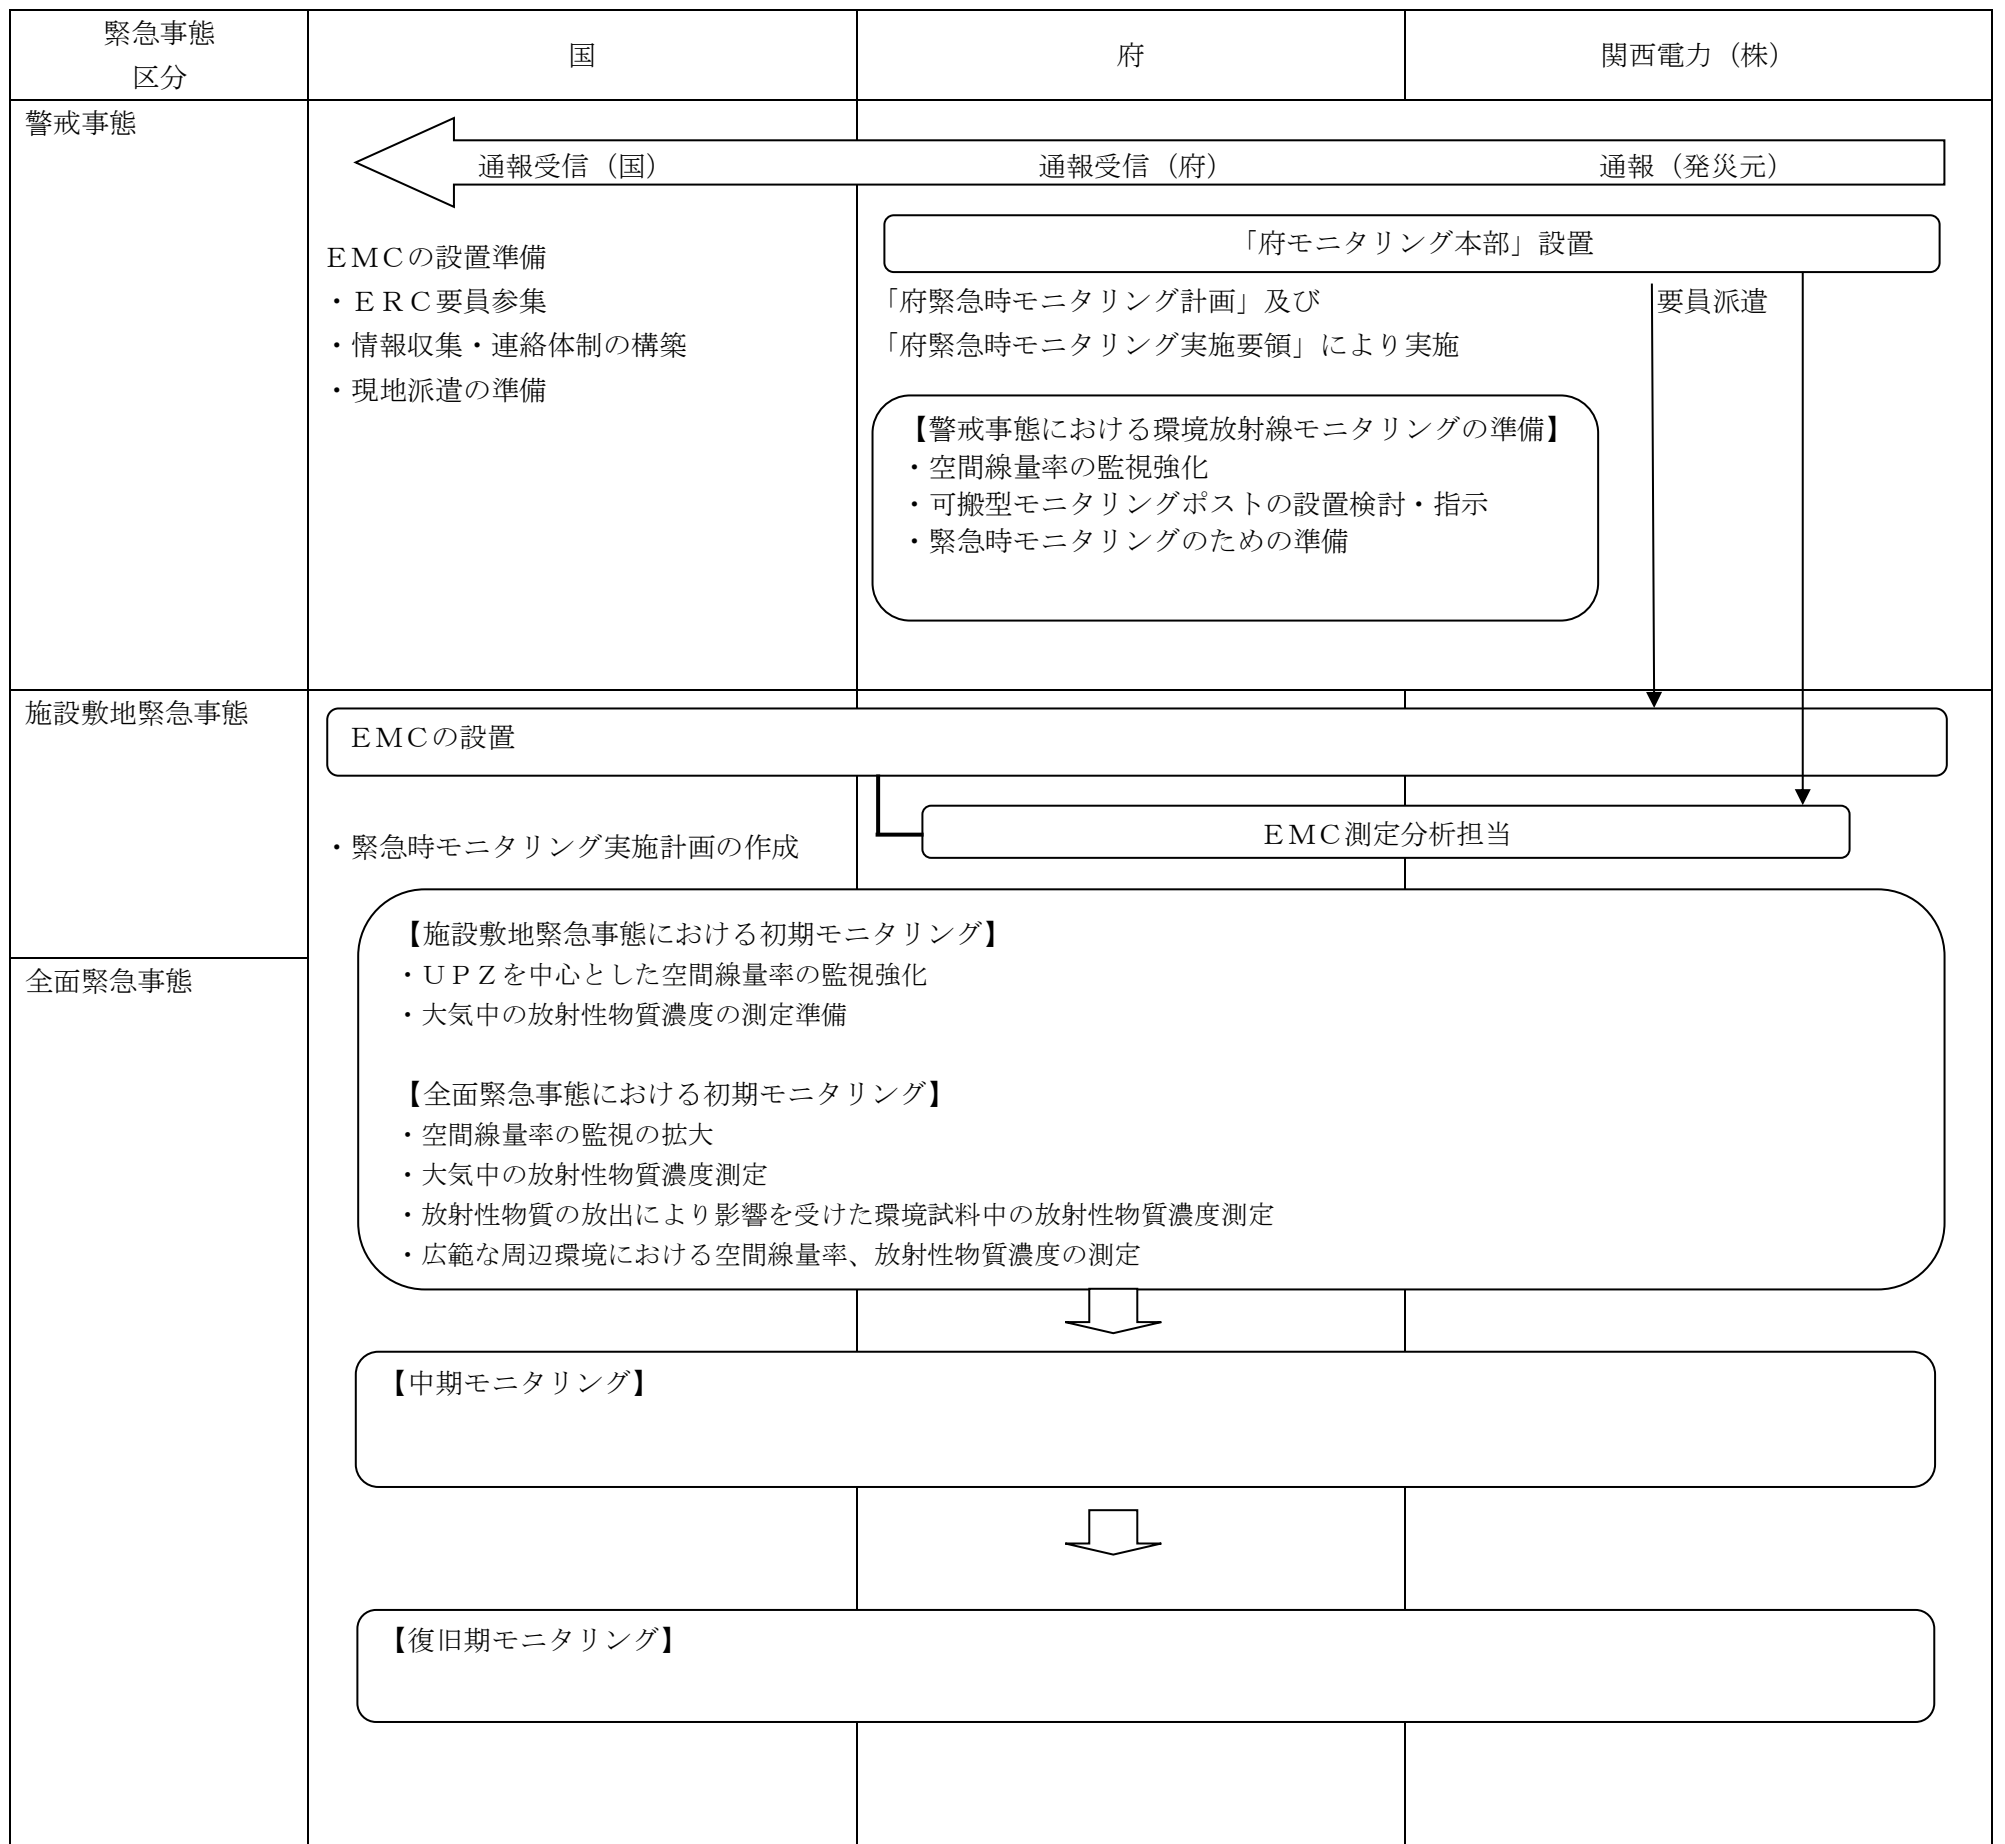 緊急事態
区分
国
府
関西電力（株）
警戒事態
通報受信（国）
通報受信（府）
通報（発災元）
「府モニタリング本部」設置
ＥＭＣの設置準備
・ＥＲＣ要員参集
・情報収集・連絡体制の構築
・現地派遣の準備
「府緊急時モニタリング計画」及び
「府緊急時モニタリング実施要領」により実施
要員派遣
【警戒事態における環境放射線モニタリングの準備】
・空間線量率の監視強化
・可搬型モニタリングポストの設置検討・指示
・緊急時モニタリングのための準備
施設敷地緊急事態
ＥＭＣの設置
・緊急時モニタリング実施計画の作成
ＥＭＣ測定分析担当
【施設敷地緊急事態における初期モニタリング】
・ＵＰＺを中心とした空間線量率の監視強化
・大気中の放射性物質濃度の測定準備
全面緊急事態
【全面緊急事態における初期モニタリング】
・空間線量率の監視の拡大
・大気中の放射性物質濃度測定
・放射性物質の放出により影響を受けた環境試料中の放射性物質濃度測定
・広範な周辺環境における空間線量率、放射性物質濃度の測定
【中期モニタリング】
【復旧期モニタリング】